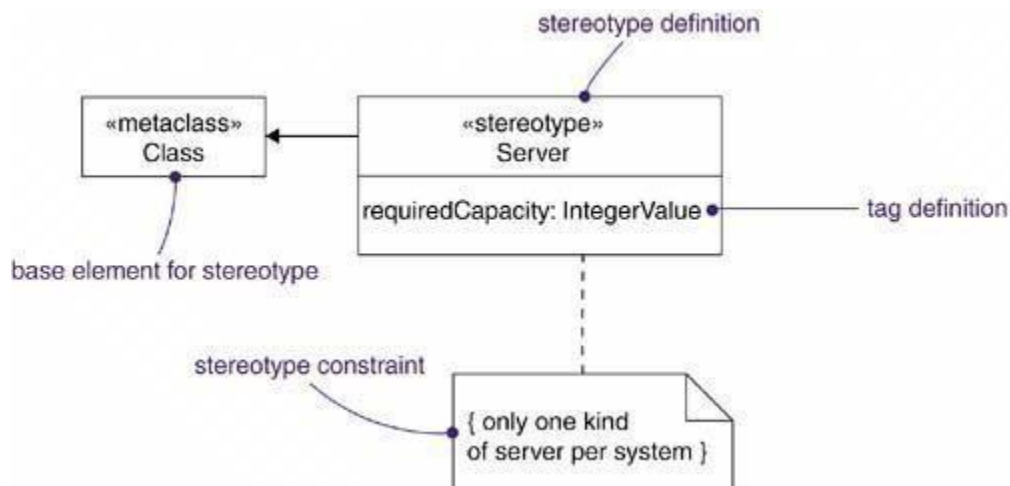 stereotype definition
«metaclass»
Class
«stereotype»
Server
requiredCapacity: IntegerValue
tag definition
base element for stereotype
stereotype constraint
{ only one kind
of server per system }